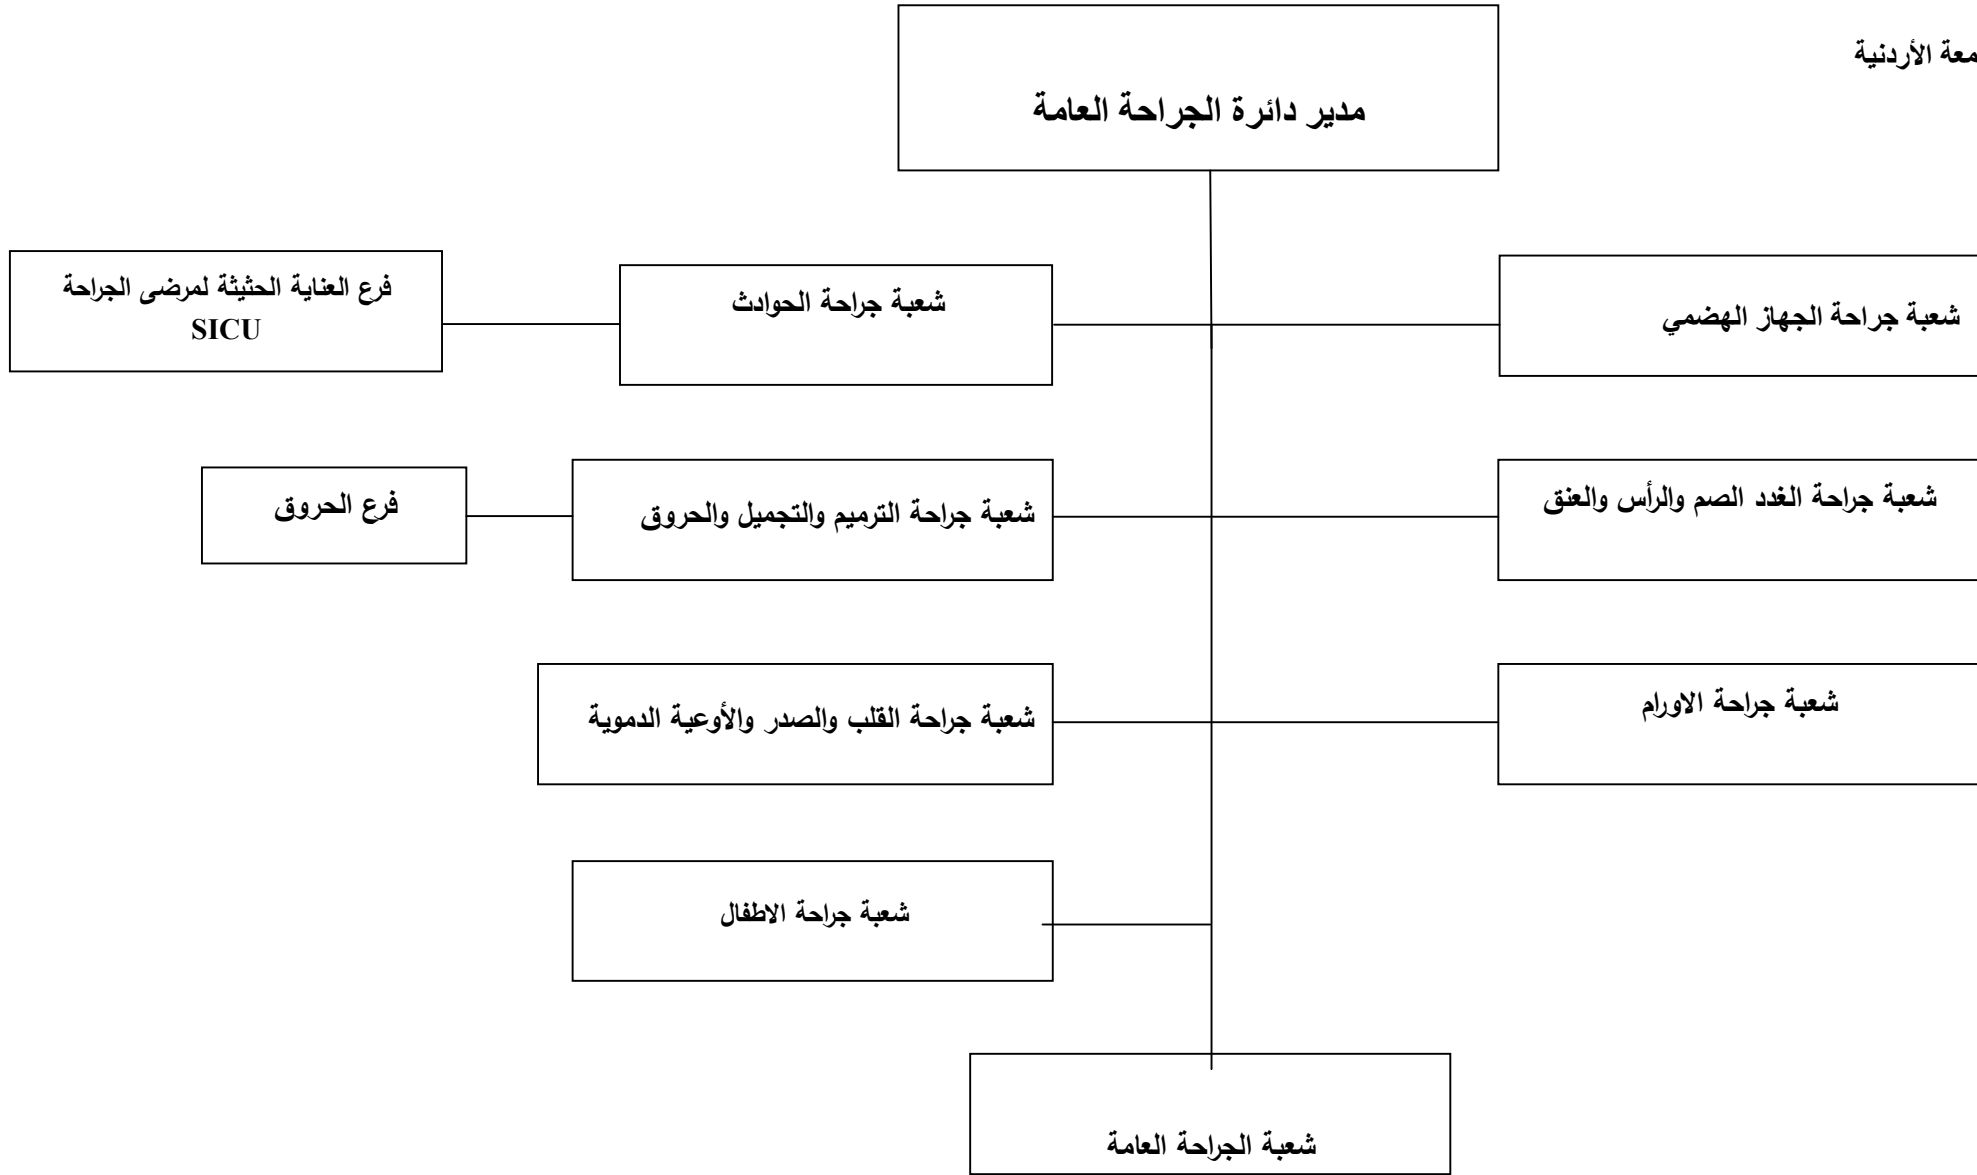 معة الأردنية
مدير دائرة الجراحة العامة
شعبة جراحة الجهاز الهضمي
شعبة جراحة الحوادث
فرع العناية الحثيثة لمرضى الجراحة
SICU
شعبة جراحة الغدد الصم والرأس والعنق
شعبة جراحة الترميم والتجميل والحروق
فرع الحروق
شعبة جراحة الاورام
شعبة جراحة القلب والصدر والأوعية الدموية
شعبة جراحة الاطفال
شعبة الجراحة العامة